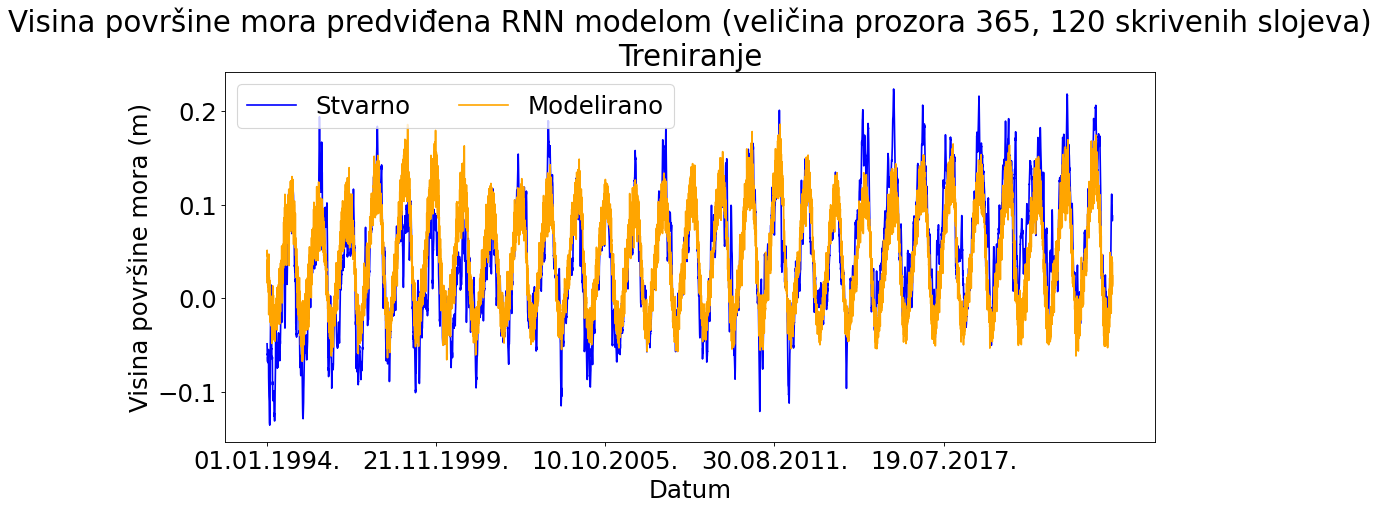 Visina površine mora predviđena RNN modelom (veličina prozora 365, 120 skrivenih slojeva)
Treniranje
Stvarno
Modelirano
Visina površine mora (m)
0.2
0.1
0.0
−0.1
01.01.1994.
21.11.1999.
10.10.2005.
30.08.2011.
19.07.2017.
Datum